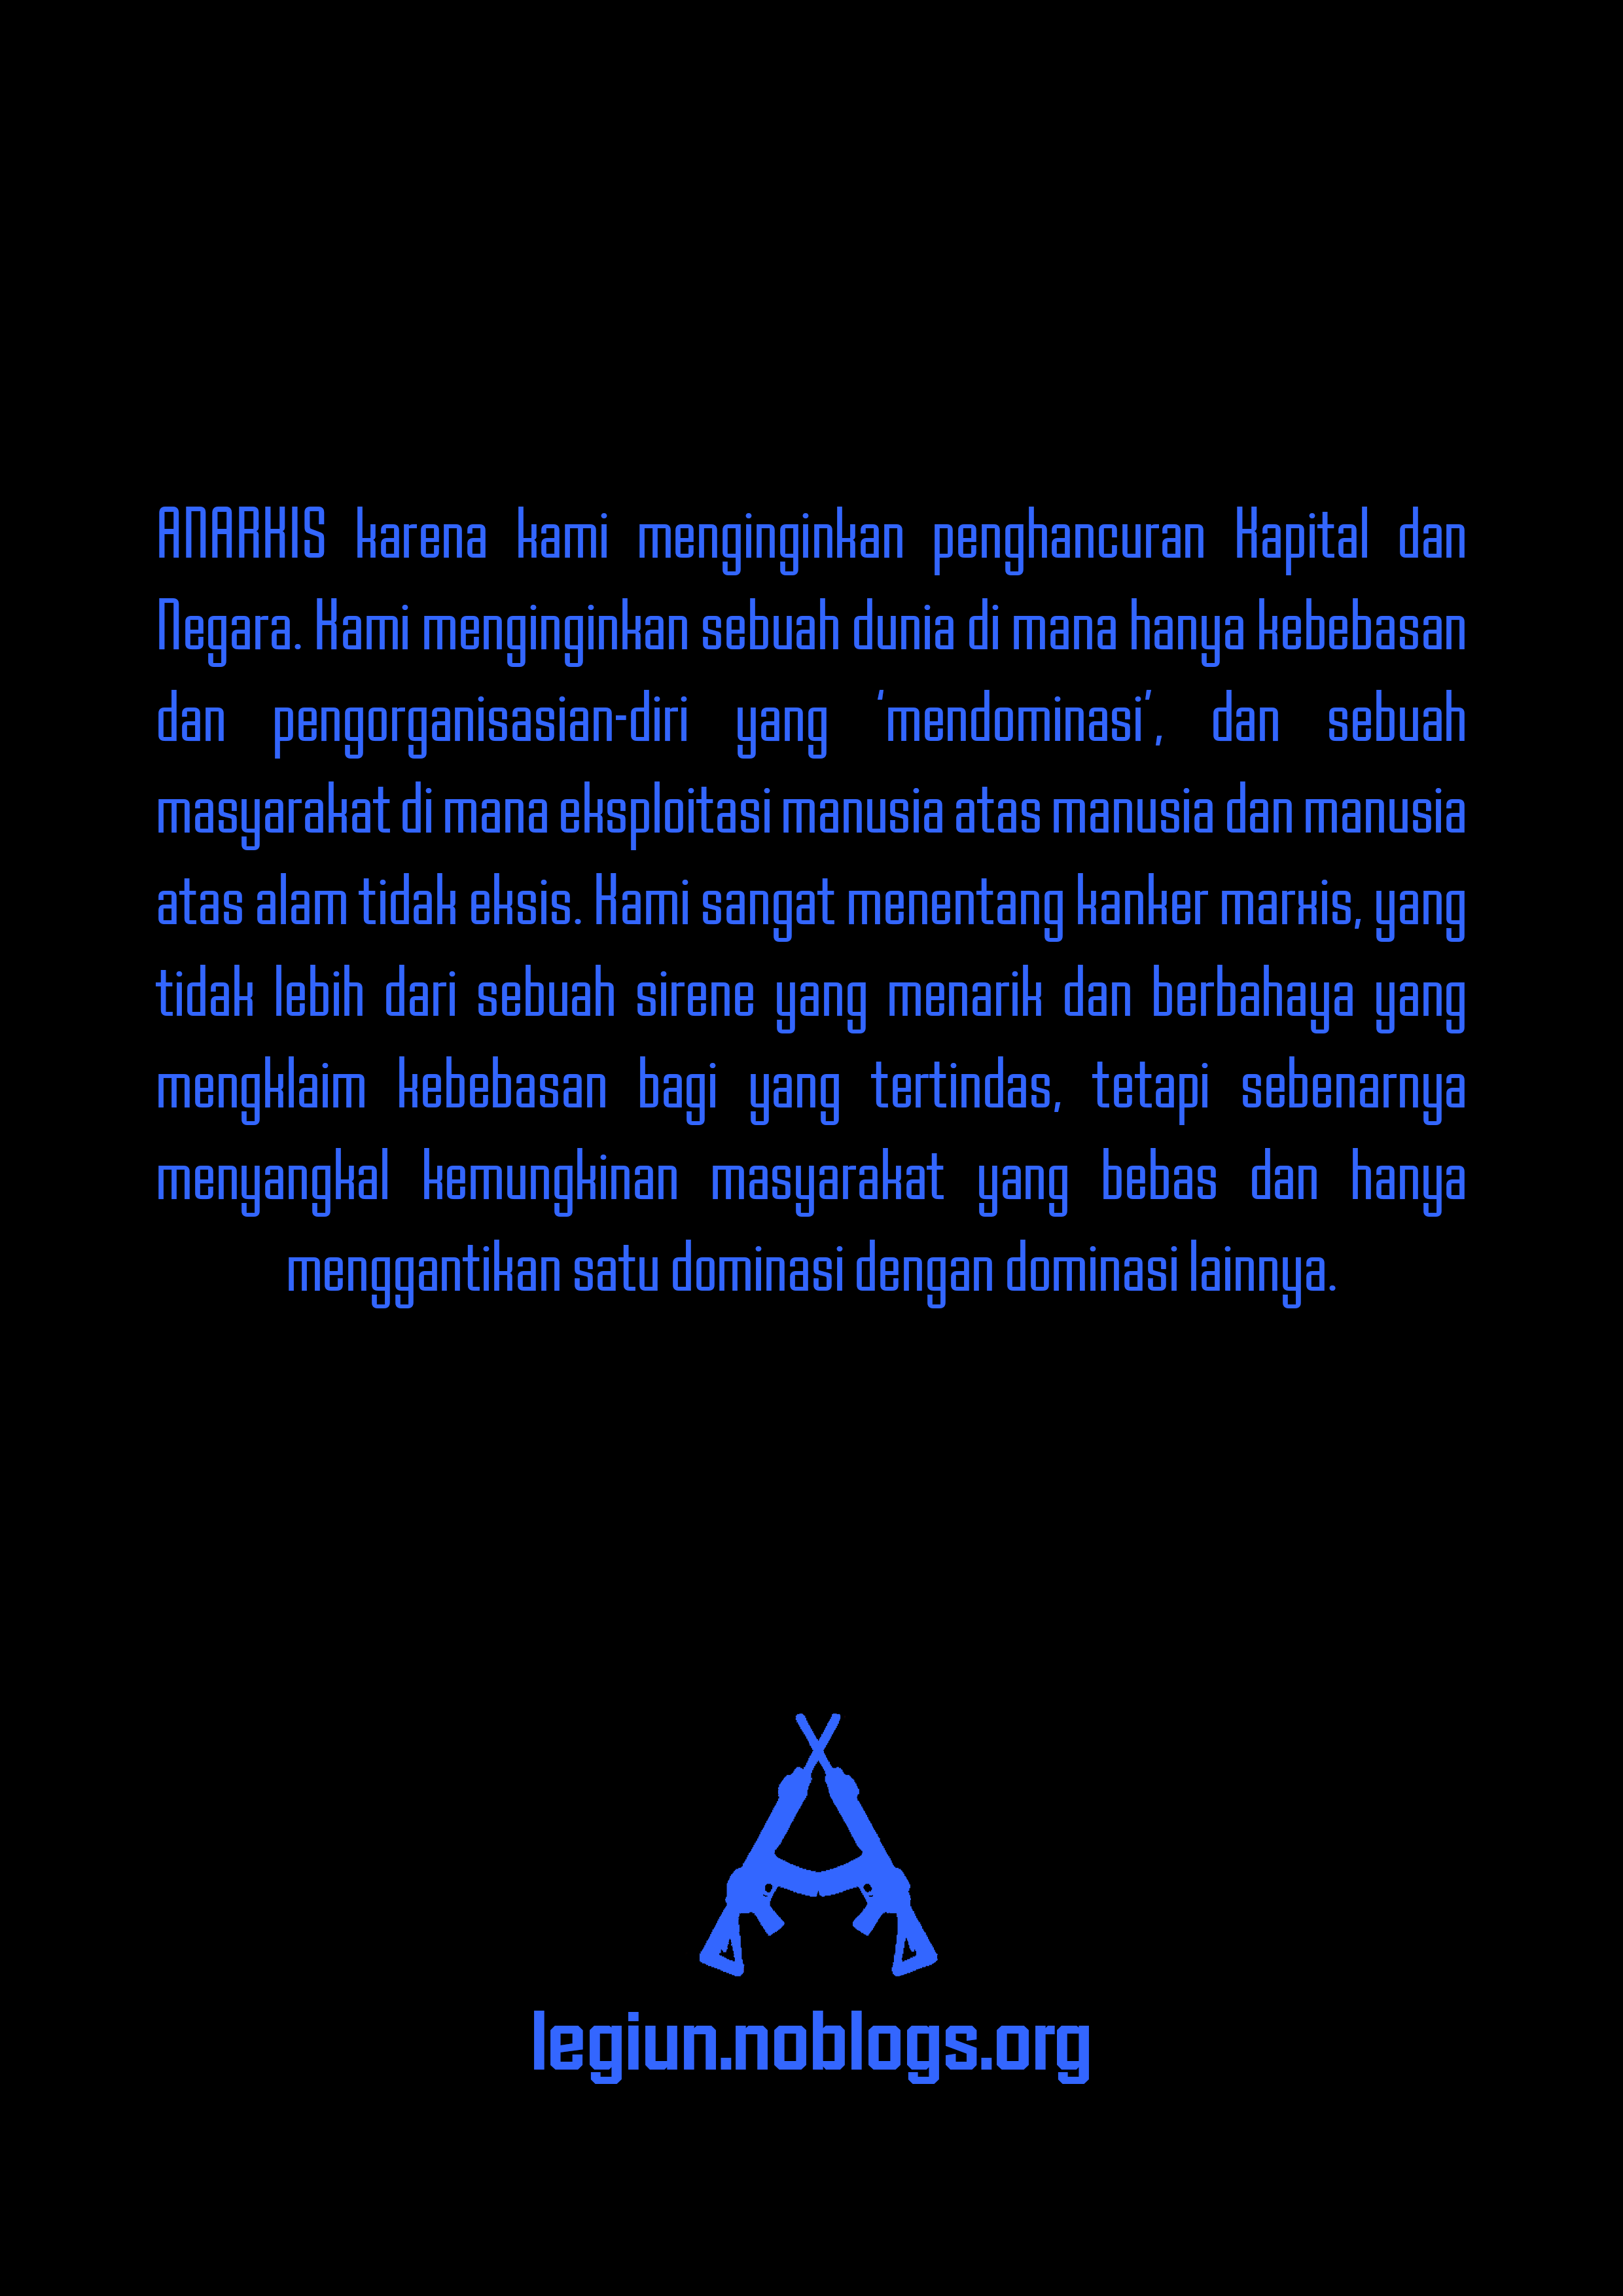 ANARKIS karena kami menginginkan penghancuran Kapital dan
Negara. Kami menginginkan sebuah dunia di mana hanya kebebasan
dan pengorganisasian-diri yang ‘mendominasi’, dan sebuah
masyarakat di mana eksploitasi manusia atas manusia dan manusia
atas alam tidak eksis. Kami sangat menentang kanker marxis, yang
tidak lebih dari sebuah sirene yang menarik dan berbahaya yang
mengklaim kebebasan bagi yang tertindas, tetapi sebenarnya
menyangkal kemungkinan masyarakat yang bebas dan hanya
menggantikan satu dominasi dengan dominasi lainnya.
legiun.noblogs.org